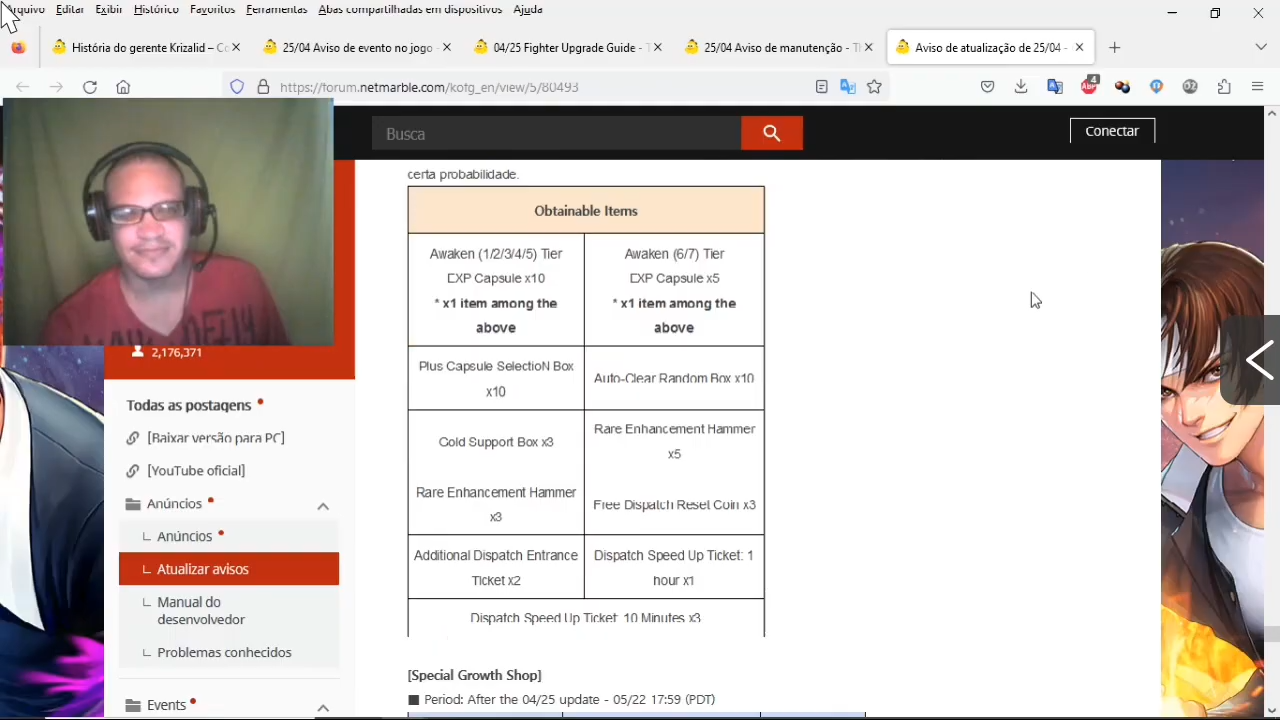 Arquivo Editar Exibir Histórico Favoritos Ferramentas Abas Extensões Ajuda
História do gerente Krizalid – Co
25/04 Aviso de evento no jogo -
04/25 Fighter Upgrade Guide - T
25/04 Aviso de manutenção - T
Aviso de atualização de 25/04 -
https://forum.netmarble.com/kofg_en/view/5/80493
4
Busca
Conectar
2,176,371
Todas as postagens
[Baixar versão para PC]
[YouTube oficial]
Anúncios
Anúncios
Atualizar avisos
Manual do
desenvolvedor
Problemas conhecidos
Events
certa probabilidade.
Obtainable Items
Awaken (1/2/3/4/5) Tier
EXP Capsule x10
* x1 item among the
above
Awaken (6/7) Tier
EXP Capsule x5
* x1 item among the
above
Plus Capsule SelectioN Box
x10
Auto-Clear Random Box x10
Gold Support Box x3
Rare Enhancement Hammer
x5
Rare Enhancement Hammer
x3
Free Dispatch Reset Coin x3
Additional Dispatch Entrance
Ticket x2
Dispatch Speed Up Ticket: 1
hour x1
Dispatch Speed Up Ticket: 10 Minutes x3
[Special Growth Shop]
■ Period: After the 04/25 update - 05/22 17:59 (PDT)